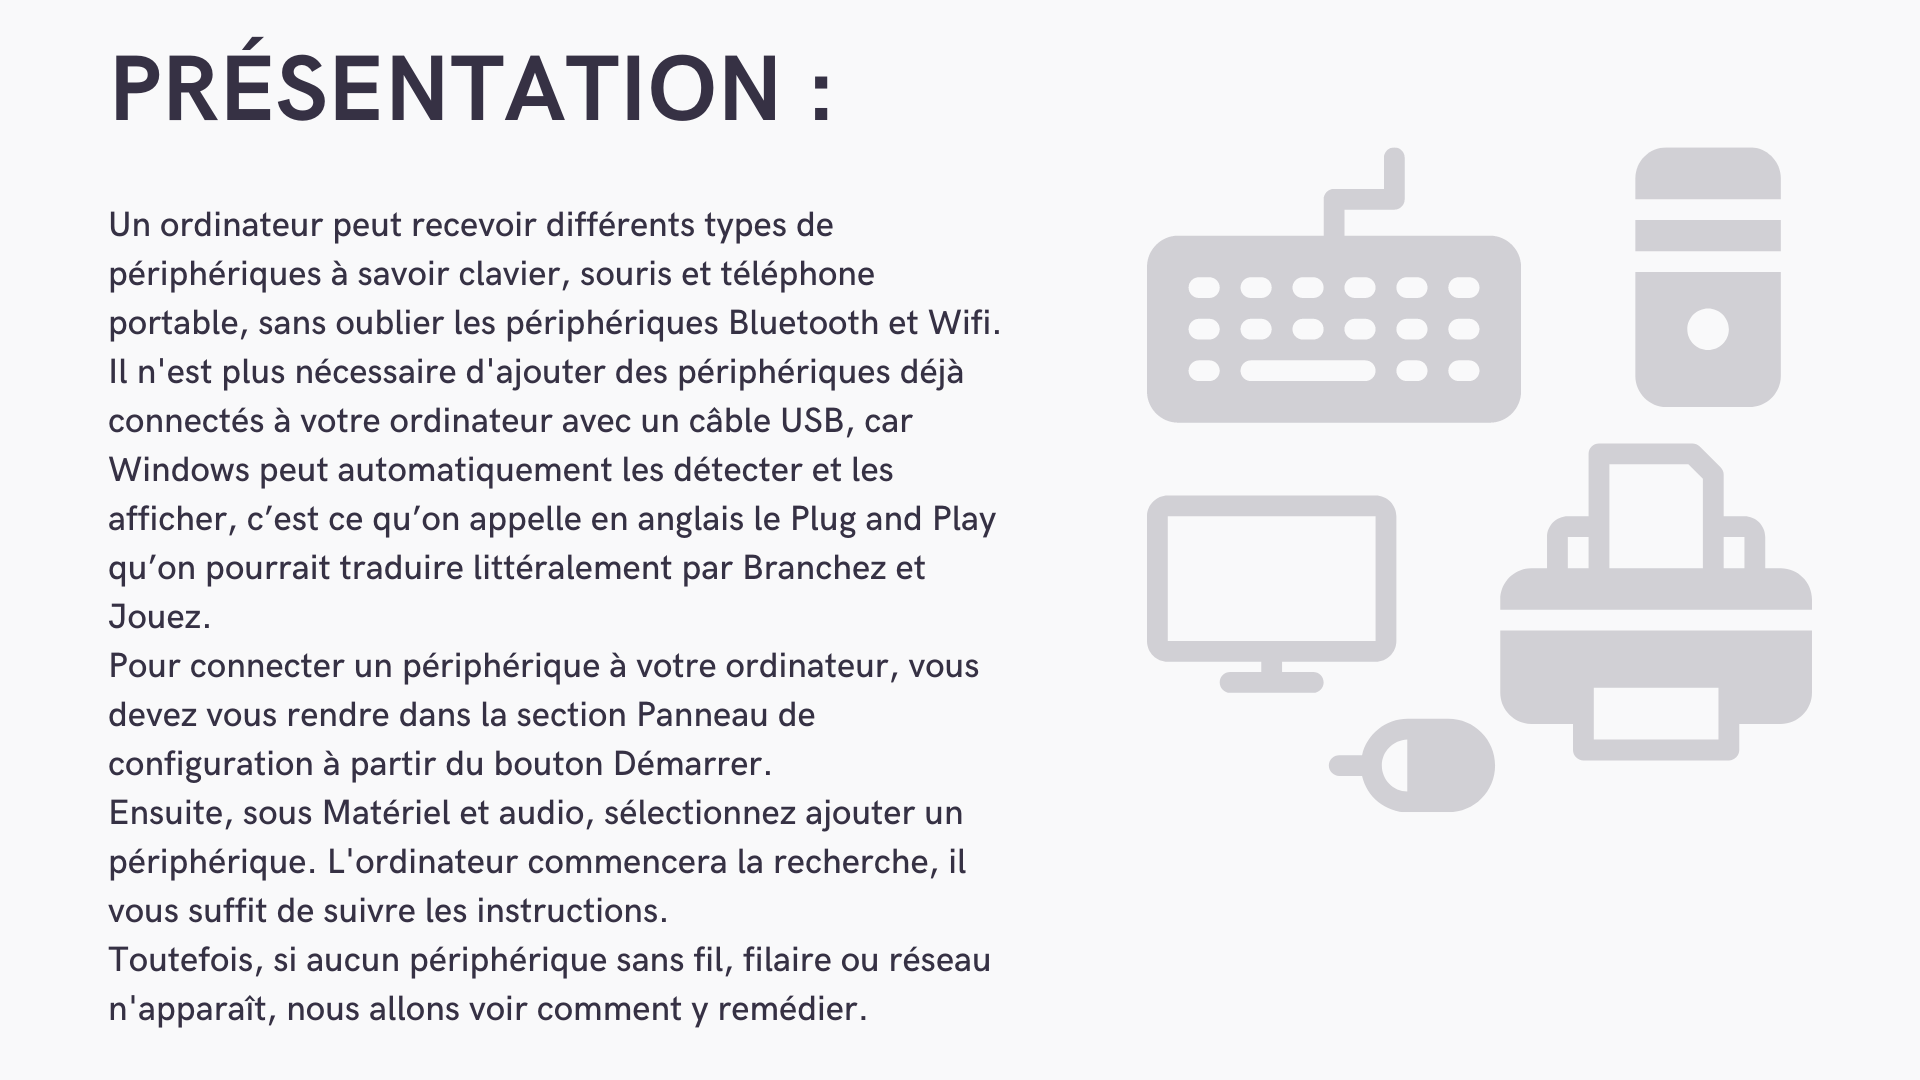 PRÉSENTATION :
Un ordinateur peut recevoir différents types de
périphériques à savoir clavier, souris et téléphone
portable, sans oublier les périphériques Bluetooth et Wifi.
Il n'est plus nécessaire d'ajouter des périphériques déjà
connectés à votre ordinateur avec un câble USB, car
Windows peut automatiquement les détecter et les
afficher, c’est ce qu’on appelle en anglais le Plug and Play
qu’on pourrait traduire littéralement par Branchez et
Jouez.
Pour connecter un périphérique à votre ordinateur, vous
devez vous rendre dans la section Panneau de
configuration à partir du bouton Démarrer.
Ensuite, sous Matériel et audio, sélectionnez ajouter un
périphérique. L'ordinateur commencera la recherche, il
vous suffit de suivre les instructions.
Toutefois, si aucun périphérique sans fil, filaire ou réseau
n'apparaît, nous allons voir comment y remédier.